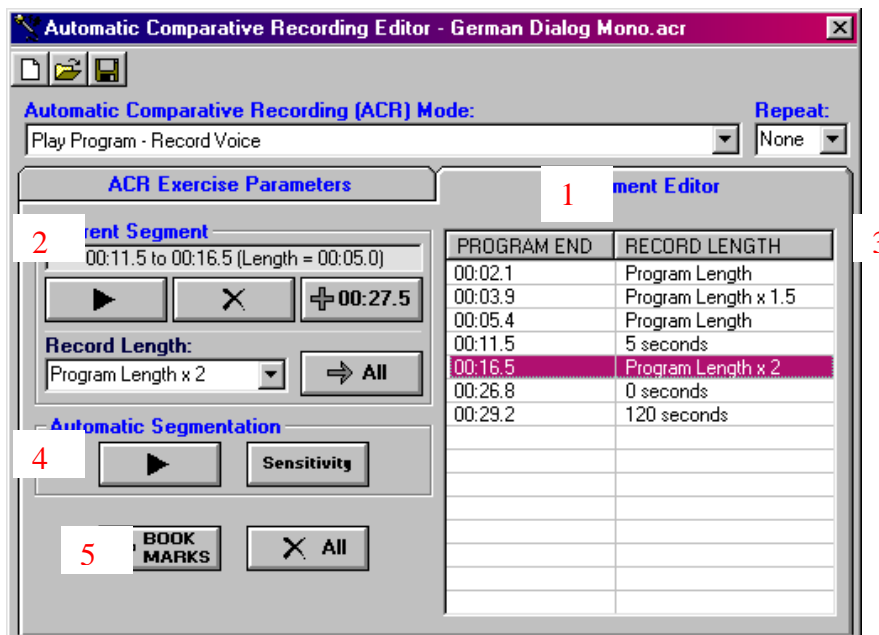 Automatic Comparative Recording Editor - German Dialog Mono.acr
Automatic Comparative Recording (ACR) Mode: Repeat:
Play Program - Record Voice None
ACR Exercise Parameters 1 ment Editor
2 rent Segment
00:11.5 to 00:16.5 (Length = 00:05.0)
00:27.5
Record Length:
Program Length x 2 All
4 Automatic Segmentation
Sensitivity
5 BOOK MARKS All
PROGRAM END RECORD LENGTH 3
00:02.1 Program Length
00:03.9 Program Length x 1.5
00:05.4 Program Length
00:11.5 5 seconds
00:16.5 Program Length x 2
00:26.8 0 seconds
00:29.2 120 seconds